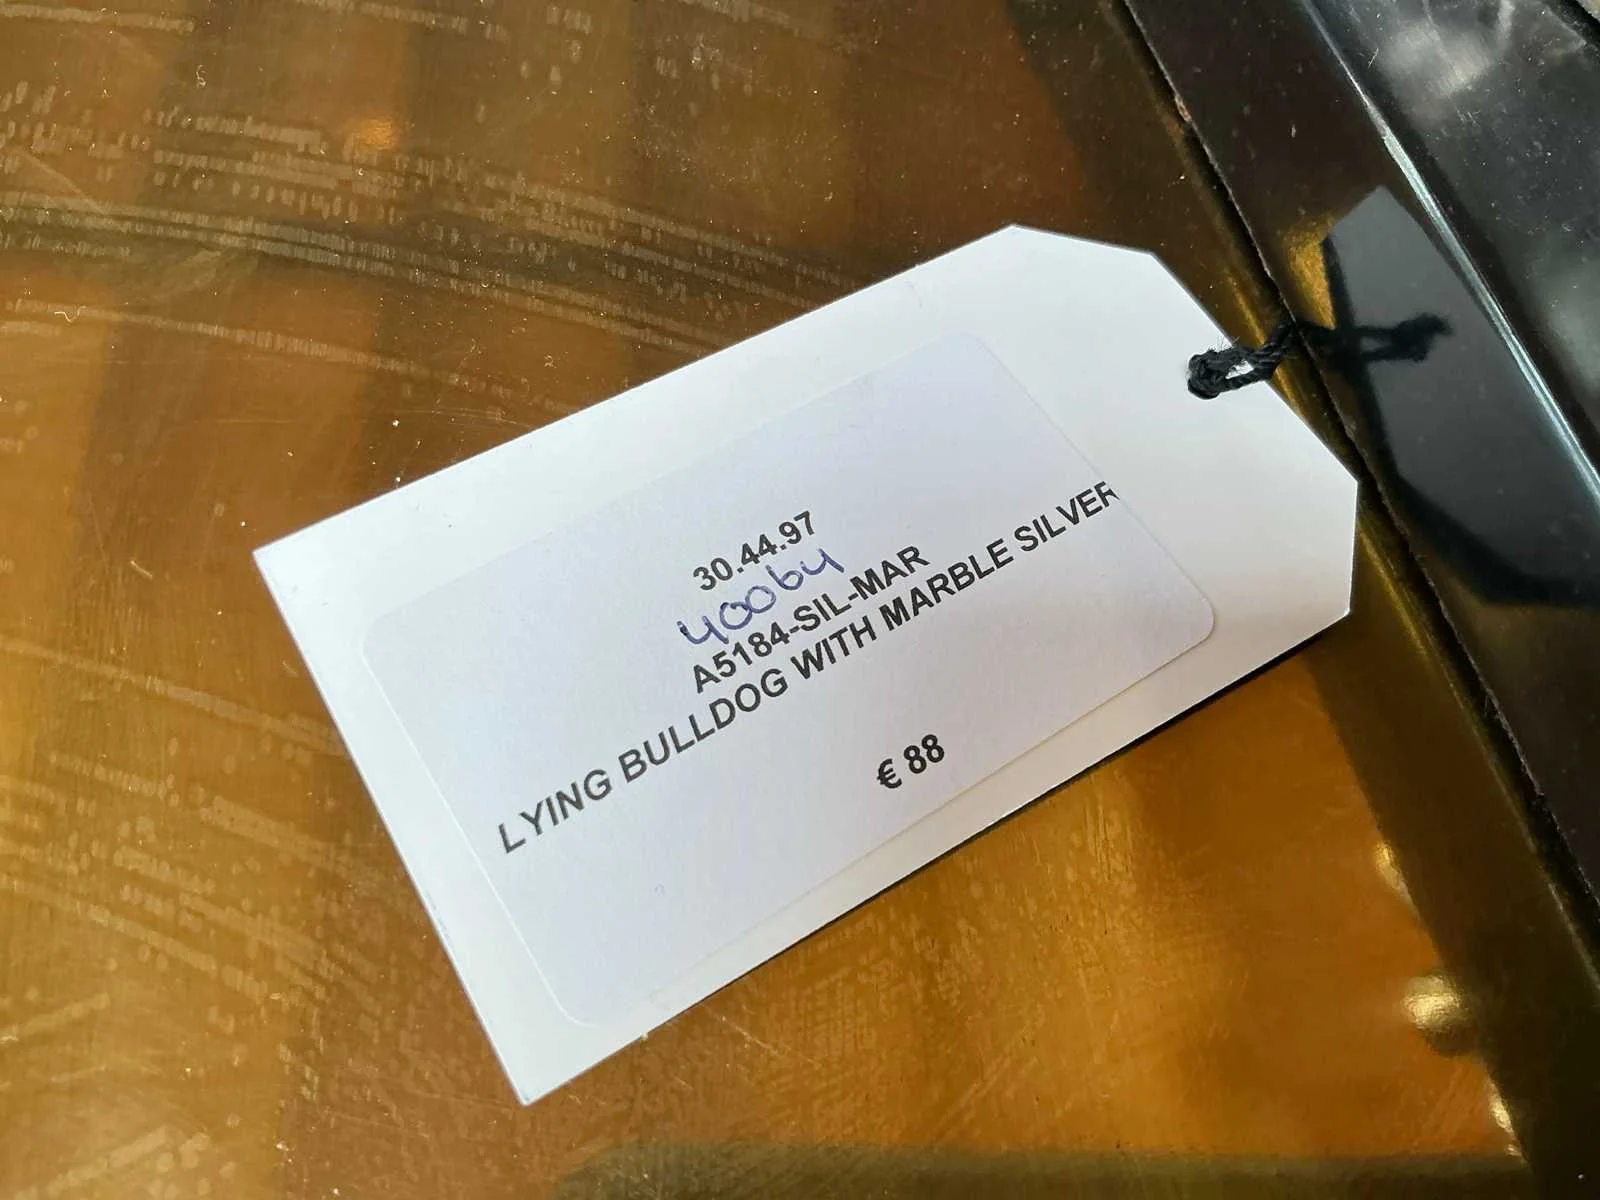 30.44.97
40064
A5184-SIL-MAR
LYING BULLDOG WITH MARBLE SILVER
€ 88